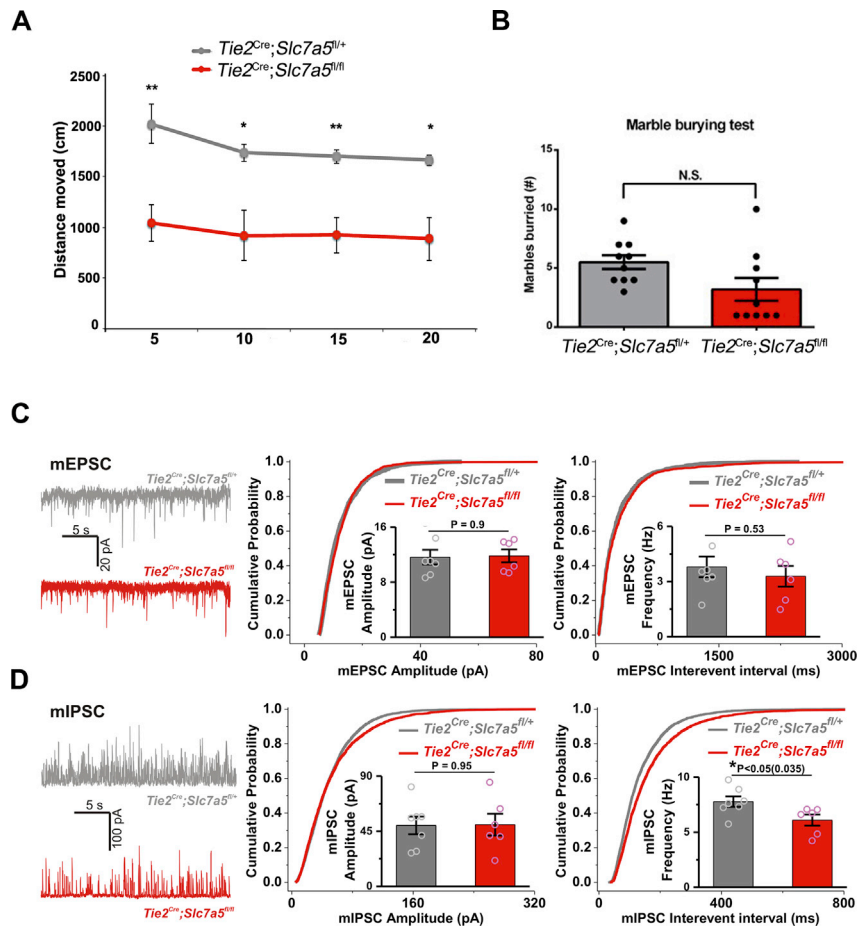 A
Tie2Cre;Slc7a5fl/+
Tie2Cre;Slc7a5fl/fl
Distance moved (cm)
2500
2000
1500
1000
500
0
**
*
**
*
5
10
15
20
B
Marble burying test
N.S.
Marbles burried (#)
15
10
5
0
Tie2Cre;Slc7a5fl/+
Tie2Cre;Slc7a5fl/fl
C
mEPSC
Tie2Cre;Slc7a5fl/+
5 s
20 pA
Tie2Cre;Slc7a5fl/fl
Cumulative Probability
1.0
0.8
0.6
0.4
0.2
0.0
Tie2Cre;Slc7a5fl/+
Tie2Cre;Slc7a5fl/fl
mEPSC
Amplitude (pA)
16
8
0
P = 0.9
40
80
mEPSC Amplitude (pA)
Cumulative Probability
1.0
0.8
0.6
0.4
0.2
0.0
Tie2Cre;Slc7a5fl/+
Tie2Cre;Slc7a5fl/fl
mEPSC
Frequency (Hz)
6
3
0
P = 0.53
1500
3000
mEPSC Interevent interval (ms)
D
mIPSC
Tie2Cre;Slc7a5fl/+
5 s
100 pA
Tie2Cre;Slc7a5fl/fl
Cumulative Probability
1.0
0.8
0.6
0.4
0.2
0.0
Tie2Cre;Slc7a5fl/+
Tie2Cre;Slc7a5fl/fl
mIPSC
Amplitude (pA)
90
45
0
P = 0.95
160
320
mIPSC Amplitude (pA)
Cumulative Probability
1.0
0.8
0.6
0.4
0.2
0.0
Tie2Cre;Slc7a5fl/+
Tie2Cre;Slc7a5fl/fl
mIPSC
Frequency (Hz)
10
5
0
*P<0.05(0.035)
400
800
mIPSC Interevent interval (ms)